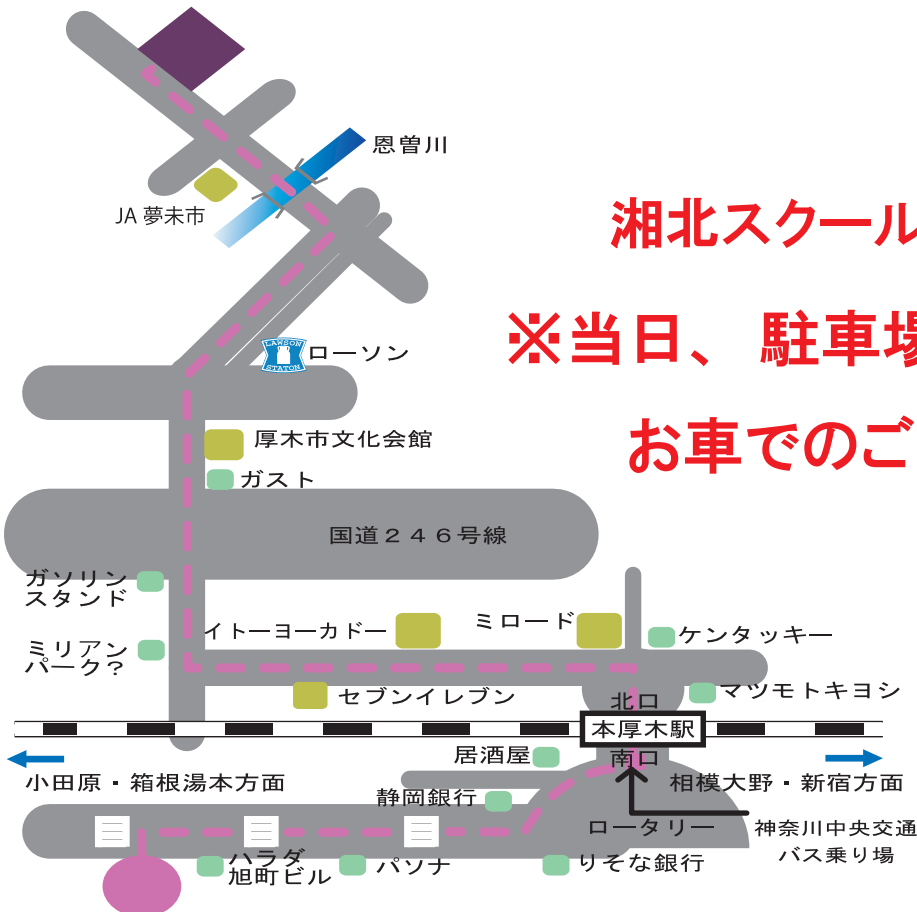 恩曽川
JA 夢未市
湘北スクール
※当日、 駐車場
お車でのご
LAWSON
STATON
ローソン
厚木市文化会館
ガスト
国道２４６号線
ガソリン
スタンド
イトーヨーカドー
ミロード
ケンタッキー
ミリアン
パーク？
セブンイレブン
マツモトキヨシ
北口
本厚木駅
南口
居酒屋
小田原・箱根湯本方面
相模大野・新宿方面
静岡銀行
ロータリー
神奈川中央交通
バス乗り場
ハラダ
旭町ビル
パソナ
りそな銀行